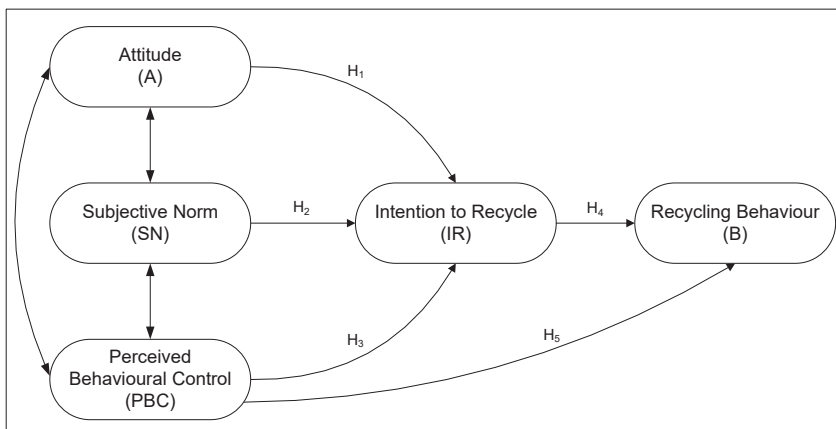 Attitude
(A)
H₁
Subjective Norm
(SN)
H₂
Intention to Recycle
(IR)
H₄
Recycling Behaviour
(B)
Perceived
Behavioural Control
(PBC)
H₃
H₅